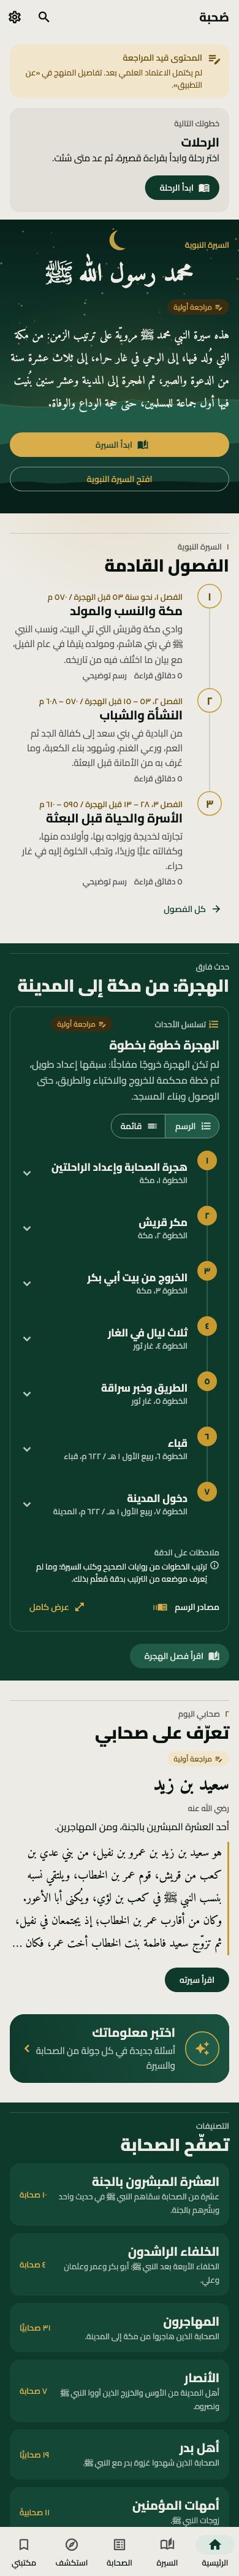 صُحبة
المحتوى قيد المراجعة
لم يكتمل الاعتماد العلمي بعد. تفاصيل المنهج في «عن
التطبيق».
خطوتك التالية
الرحلات
اختر رحلة وابدأ بقراءة قصيرة، ثم عد متى شئت.
ابدأ الرحلة
السيرة النبوية
محمد رسول الله ﷺ
مراجعة أولية
هذه سيرة النبي محمد ﷺ مرويةً على ترتيب الزمن: من مكة
التي وُلد فيها، إلى الوحي في غار حراء، إلى ثلاث عشرة سنة
من الدعوة والصبر، ثم الهجرة إلى المدينة وعشر سنين بُنيت
فيها أول جماعة للمسلمين، حتى حجة الوداع والوفاة.
ابدأ السيرة
افتح السيرة النبوية
١ السيرة النبوية
الفصول القادمة
١
الفصل ١، نحو سنة ٥٣ قبل الهجرة / ٥٧٠ م
مكة والنسب والمولد
وادي مكة وقريش التي تلي البيت، ونسب النبي
ﷺ في بني هاشم، ومولده يتيمًا في عام الفيل،
مع بيان ما اختُلف فيه من تاريخه.
٥ دقائق قراءة رسم توضيحي
٢
الفصل ٢، ٥٣ – ١٥ قبل الهجرة / ٥٧٠ – ٦٠٨ م
النشأة والشباب
من البادية في بني سعد إلى كفالة الجد ثم
العم، ورعي الغنم، وشهود بناء الكعبة، وما
عُرف به من الأمانة قبل البعثة.
٥ دقائق قراءة
٣
الفصل ٣، ٢٨ – ١٣ قبل الهجرة / ٥٩٥ – ٦١٠ م
الأسرة والحياة قبل البعثة
تجارته لخديجة وزواجه بها، وأولاده منها،
وكفالته عليًّا وزيدًا، وتحبّب الخلوة إليه في غار
حراء.
٥ دقائق قراءة رسم توضيحي
كل الفصول
حدث فارق
الهجرة: من مكة إلى المدينة
تسلسل الأحداث
مراجعة أولية
الهجرة خطوة بخطوة
لم تكن الهجرة خروجًا مفاجئًا: سبقها إعداد طويل،
ثم خطة محكمة للخروج والاختباء والطريق، حتى
الوصول وبناء المسجد.
الرسم
قائمة
١
هجرة الصحابة وإعداد الراحلتين
الخطوة ١، مكة
٢
مكر قريش
الخطوة ٢، مكة
٣
الخروج من بيت أبي بكر
الخطوة ٣، مكة
٤
ثلاث ليال في الغار
الخطوة ٤، غار ثور
٥
الطريق وخبر سراقة
الخطوة ٥، غار ثور
٦
قباء
الخطوة ٦، ربيع الأول ١ هـ / ٦٢٢ م، قباء
٧
دخول المدينة
الخطوة ٧، ربيع الأول ١ هـ / ٦٢٢ م، المدينة
ملاحظات على الدقة
ترتيب الخطوات من روايات الصحيح وكتب السيرة؛ وما لم
يُعرف موضعه من الترتيب بدقة مُعلَّم بذلك.
مصادر الرسم
عرض كامل
اقرأ فصل الهجرة
٢ صحابي اليوم
تعرّف على صحابي
مراجعة أولية
سعيد بن زيد
رضي الله عنه
أحد العشرة المبشرين بالجنة، ومن المهاجرين.
هو سعيد بن زيد بن عمرو بن نفيل، من بني عدي بن
كعب من قريش، قوم عمر بن الخطاب، ويلتقي نسبه
بنسب النبي ﷺ في كعب بن لؤي، ويُكنى أبا الأعور.
وكان من أقارب عمر بن الخطاب؛ إذ يجتمعان في نفيل،
ثم تزوّج سعيد فاطمة بنت الخطاب أخت عمر، فكان ...
اقرأ سيرته
اختبر معلوماتك
أسئلة جديدة في كل جولة من الصحابة
والسيرة
التصنيفات
تصفّح الصحابة
العشرة المبشرون بالجنة
عشرة من الصحابة سمّاهم النبي ﷺ في حديث واحد
وبشّرهم بالجنة.
١٠ صحابة
الخلفاء الراشدون
الخلفاء الأربعة بعد النبي ﷺ: أبو بكر وعمر وعثمان
وعلي.
٤ صحابة
المهاجرون
الصحابة الذين هاجروا من مكة إلى المدينة.
٣١ صحابيًا
الأنصار
أهل المدينة من الأوس والخزرج الذين آووا النبي ﷺ
ونصروه.
٧ صحابة
أهل بدر
الصحابة الذين شهدوا غزوة بدر مع النبي ﷺ.
١٩ صحابيًا
أمهات المؤمنين
زوجات النبي ﷺ.
١١ صحابية
الرئيسية
السيرة
الصحابة
استكشف
مكتبتي